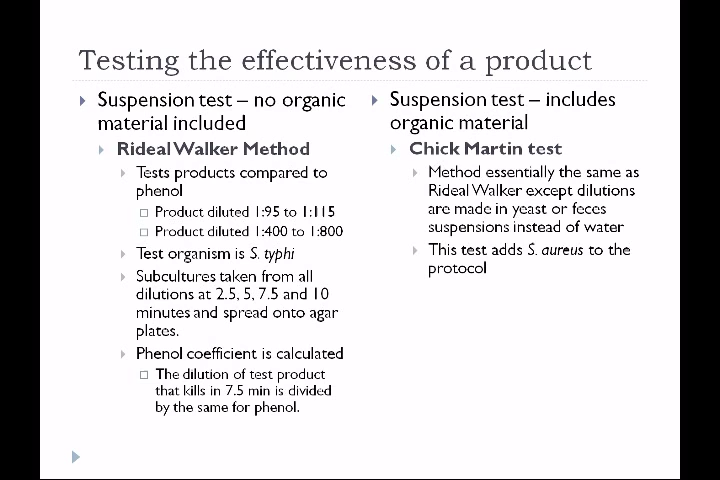 Testing the effectiveness of a product
Suspension test – no organic
material included
Rideal Walker Method
Tests products compared to
phenol
Product diluted 1:95 to 1:115
Product diluted 1:400 to 1:800
Test organism is S. typhi
Subcultures taken from all
dilutions at 2.5, 5, 7.5 and 10
minutes and spread onto agar
plates.
Phenol coefficient is calculated
The dilution of test product
that kills in 7.5 min is divided
by the same for phenol.
Suspension test – includes
organic material
Chick Martin test
Method essentially the same as
Rideal Walker except dilutions
are made in yeast or feces
suspensions instead of water
This test adds S. aureus to the
protocol